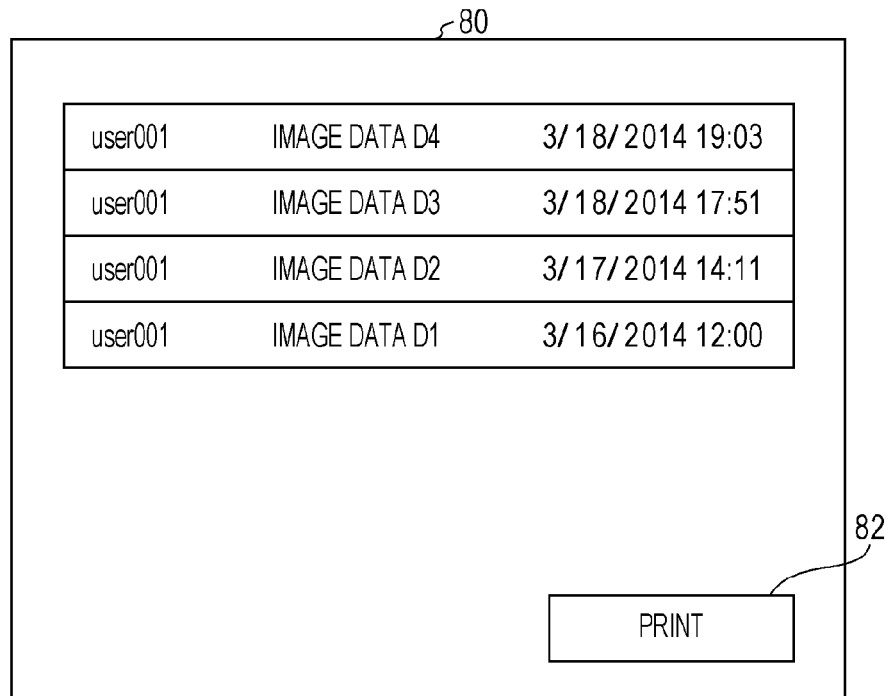 80
user001 IMAGE DATA D4 3/18/2014 19:03
user001 IMAGE DATA D3 3/18/2014 17:51
user001 IMAGE DATA D2 3/17/2014 14:11
user001 IMAGE DATA D1 3/16/2014 12:00
82
PRINT